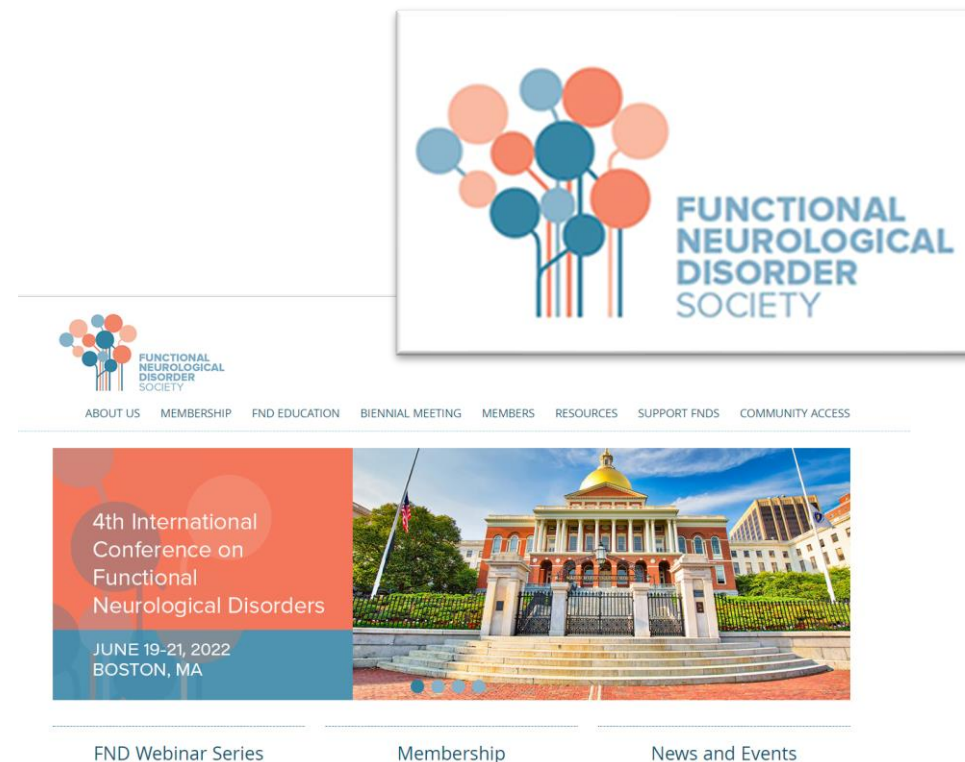 FUNCTIONAL
NEUROLOGICAL
DISORDER
SOCIETY
FUNCTIONAL
NEUROLOGICAL
DISORDER
SOCIETY
ABOUT US MEMBERSHIP FND EDUCATION BIENNIAL MEETING MEMBERS RESOURCES SUPPORT FNDS COMMUNITY ACCESS
4th International
Conference on
Functional
Neurological Disorders
JUNE 19-21, 2022
BOSTON, MA
FND Webinar Series Membership News and Events